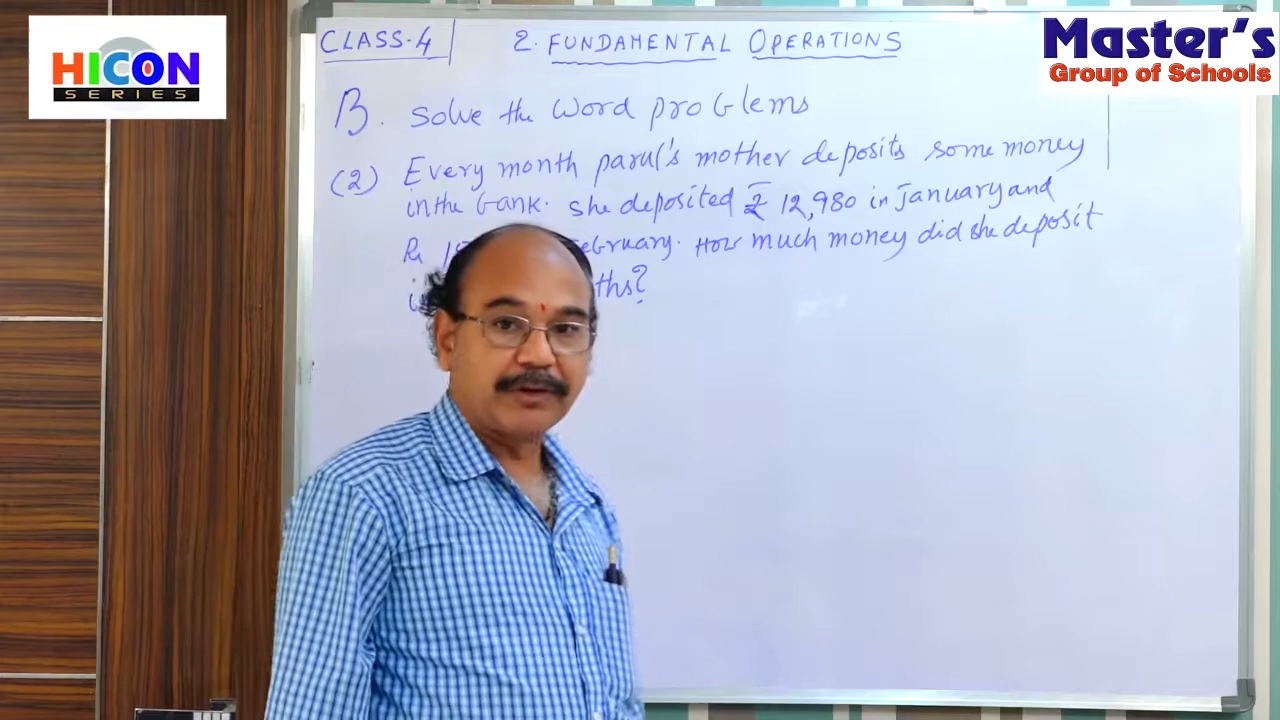 HICON
SERIES
Master's
Group of Schools
CLASS-4
2. FUNDAMENTAL OPERATIONS
B. Solve the word problems
(2) Every month parul's mother deposits some money
in the bank. She deposited ₹ 12,980 in January and
Rs February. How much money did she deposit